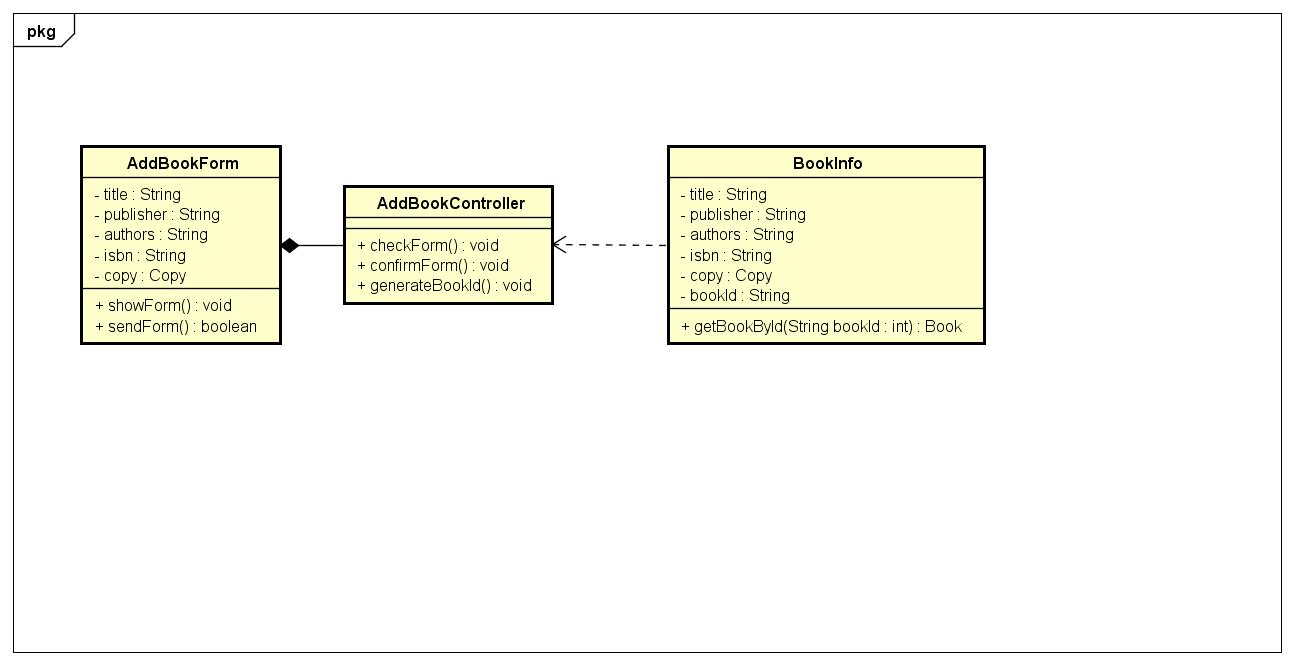 pkg
AddBookForm
- title : String
- publisher : String
- authors : String
- isbn : String
- copy : Copy
+ showForm() : void
+ sendForm() : boolean
AddBookController
+ checkForm() : void
+ confirmForm() : void
+ generateBookId() : void
BookInfo
- title : String
- publisher : String
- authors : String
- isbn : String
- copy : Copy
- bookId : String
+ getBookById(String bookId : int) : Book